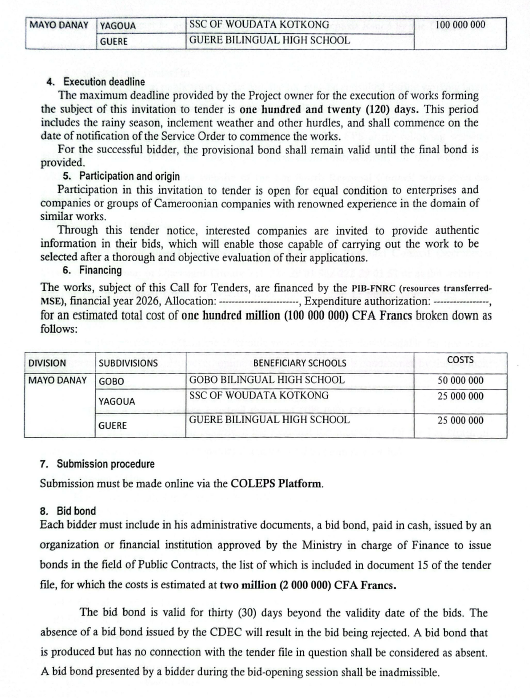 MAYO DANAY YAGOUA SSC OF WOUDATA KOTKONG 100 000 000
GUERE GUERE BILINGUAL HIGH SCHOOL
4. Execution deadline
The maximum deadline provided by the Project owner for the execution of works forming
the subject of this invitation to tender is one hundred and twenty (120) days. This period
includes the rainy season, inclement weather and other hurdles, and shall commence on the
date of notification of the Service Order to commence the works.
For the successful bidder, the provisional bond shall remain valid until the final bond is
provided.
5. Participation and origin
Participation in this invitation to tender is open for equal condition to enterprises and
companies or groups of Cameroonian companies with renowned experience in the domain of
similar works.
Through this tender notice, interested companies are invited to provide authentic
information in their bids, which will enable those capable of carrying out the work to be
selected after a thorough and objective evaluation of their applications.
6. Financing
The works, subject of this Call for Tenders, are financed by the PIB-FNRC (resources transferred-
MSE), financial year 2026, Allocation: -----------------------, Expenditure authorization: ----------------,
for an estimated total cost of one hundred million (100 000 000) CFA Francs broken down as
follows:
DIVISION SUBDIVISIONS BENEFICIARY SCHOOLS COSTS
MAYO DANAY GOBO GOBO BILINGUAL HIGH SCHOOL 50 000 000
YAGOUA SSC OF WOUDATA KOTKONG 25 000 000
GUERE GUERE BILINGUAL HIGH SCHOOL 25 000 000
7. Submission procedure
Submission must be made online via the COLEPS Platform.
8. Bid bond
Each bidder must include in his administrative documents, a bid bond, paid in cash, issued by an
organization or financial institution approved by the Ministry in charge of Finance to issue
bonds in the field of Public Contracts, the list of which is included in document 15 of the tender
file, for which the costs is estimated at two million (2 000 000) CFA Francs.
The bid bond is valid for thirty (30) days beyond the validity date of the bids. The
absence of a bid bond issued by the CDEC will result in the bid being rejected. A bid bond that
is produced but has no connection with the tender file in question shall be considered as absent.
A bid bond presented by a bidder during the bid-opening session shall be inadmissible.